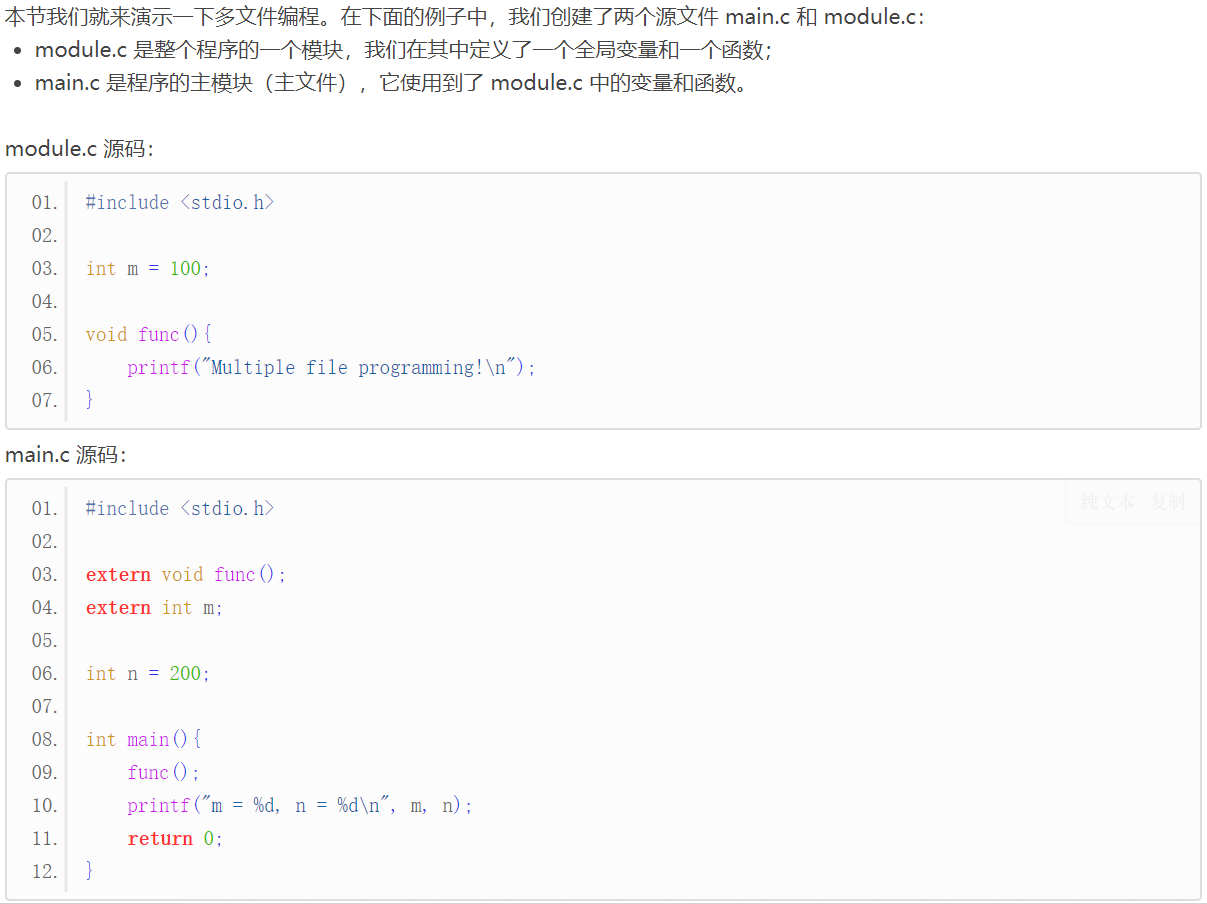 本节我们就来演示一下多文件编程。在下面的例子中，我们创建了两个源文件 main.c 和 module.c：
• module.c 是整个程序的一个模块，我们在其中定义了一个全局变量和一个函数；
• main.c 是程序的主模块（主文件），它使用到了 module.c 中的变量和函数。
module.c 源码：
01. #include <stdio.h>
02.
03. int m = 100;
04.
05. void func(){
06.     printf("Multiple file programming!\n");
07. }
main.c 源码：
纯文本 复制
01. #include <stdio.h>
02.
03. extern void func();
04. extern int m;
05.
06. int n = 200;
07.
08. int main(){
09.     func();
10.     printf("m = %d, n = %d\n", m, n);
11.     return 0;
12. }